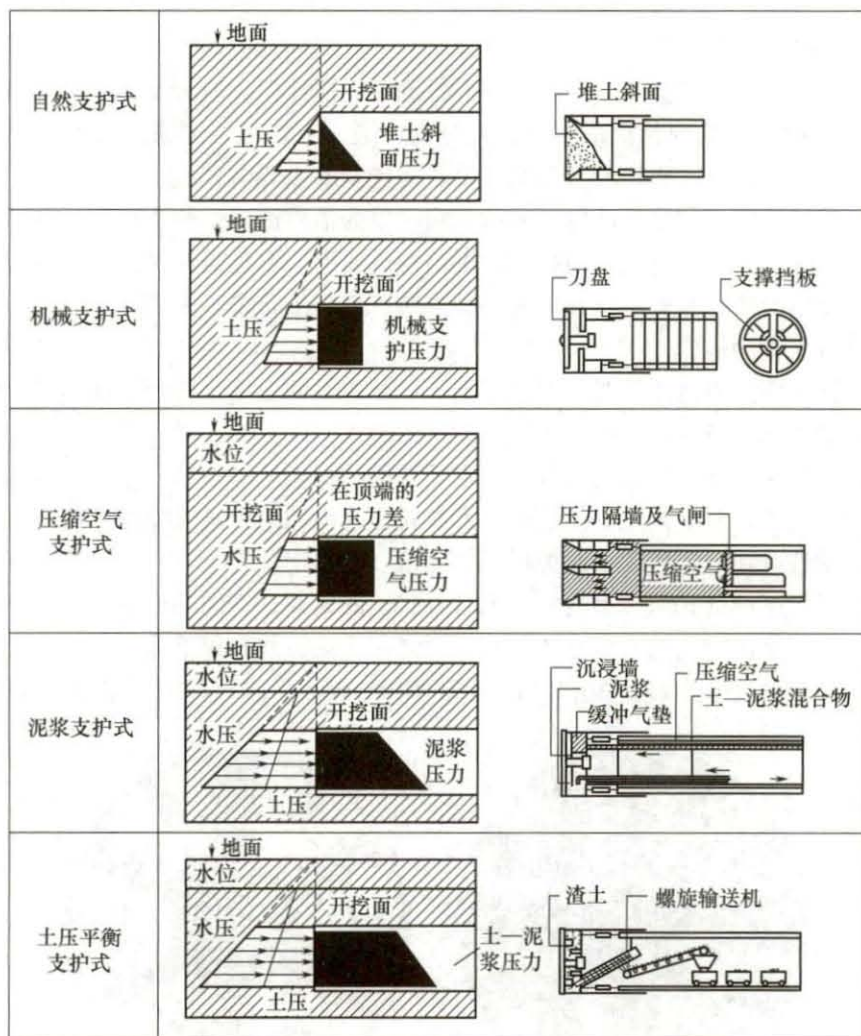 自然支护式
地面
开挖面
土压
堆土斜
面压力
堆土斜面
机械支护式
地面
开挖面
土压
机械支
护压力
刀盘
支撑挡板
压缩空气
支护式
地面
水位
开挖面
在顶端的
压力差
水压
压缩空
气压力
压力隔墙及气闸
压缩空气
泥浆支护式
地面
水位
开挖面
水压
泥浆
压力
土压
沉浸墙
泥浆
缓冲气垫
压缩空气
土—泥浆混合物
土压平衡
支护式
地面
水位
开挖面
水压
土—泥
浆压力
土压
渣土
螺旋输送机